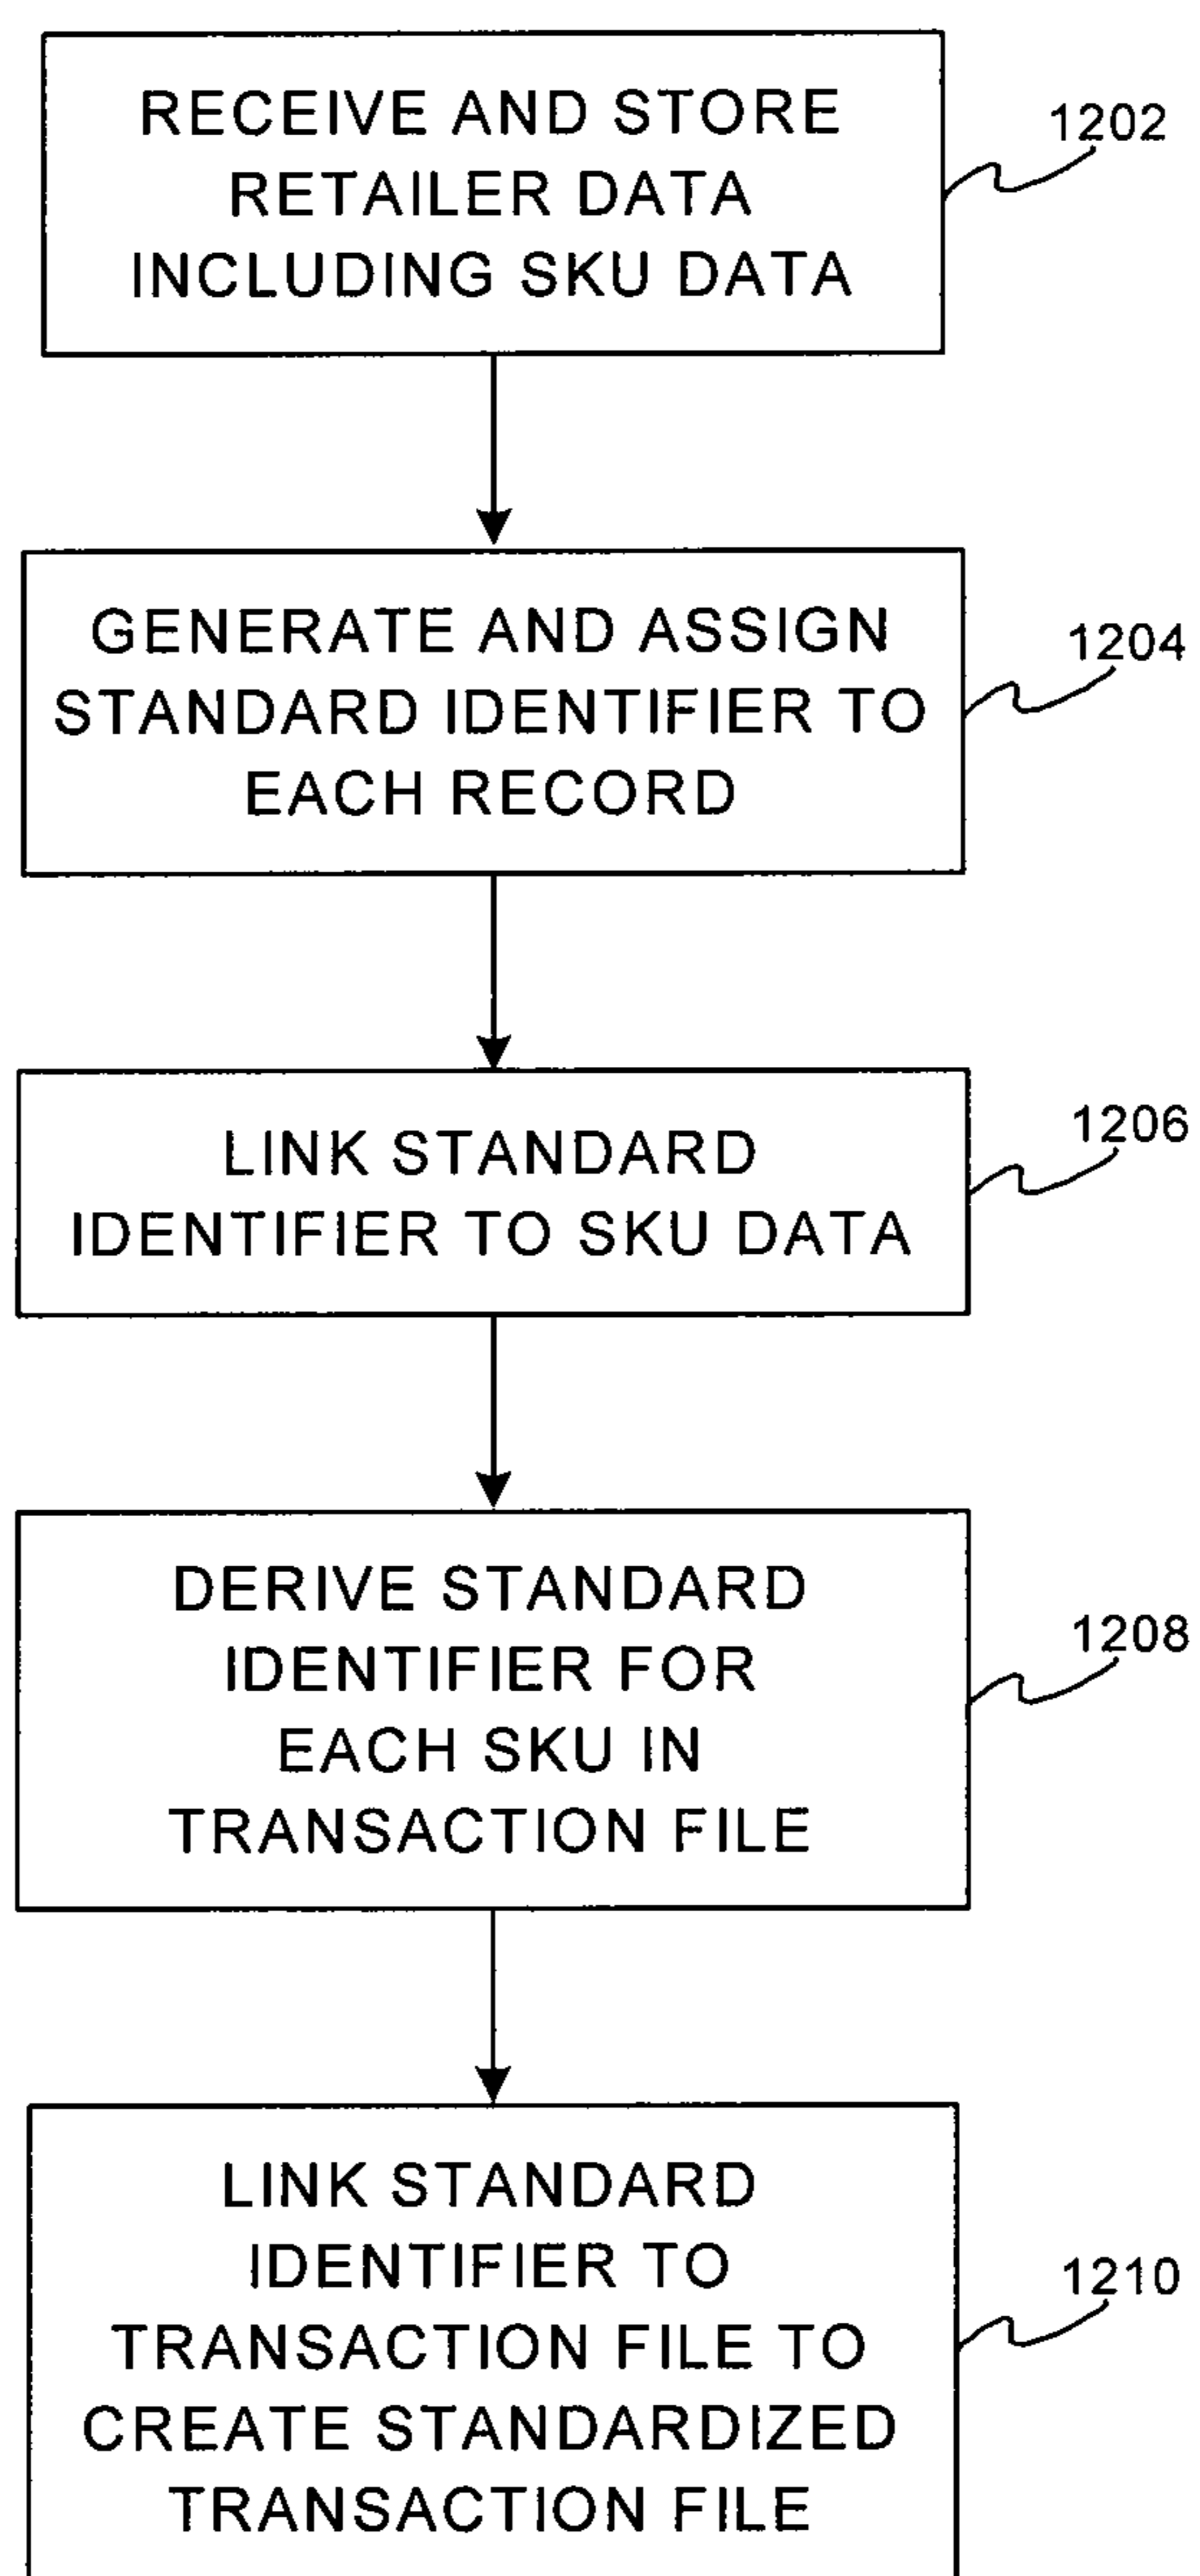 RECEIVE AND STORE
RETAILER DATA
INCLUDING SKU DATA
1202
GENERATE AND ASSIGN
STANDARD IDENTIFIER TO
EACH RECORD
1204
LINK STANDARD
IDENTIFIER TO SKU DATA
1206
DERIVE STANDARD
IDENTIFIER FOR
EACH SKU IN
TRANSACTION FILE
1208
LINK STANDARD
IDENTIFIER TO
TRANSACTION FILE TO
CREATE STANDARDIZED
TRANSACTION FILE
1210